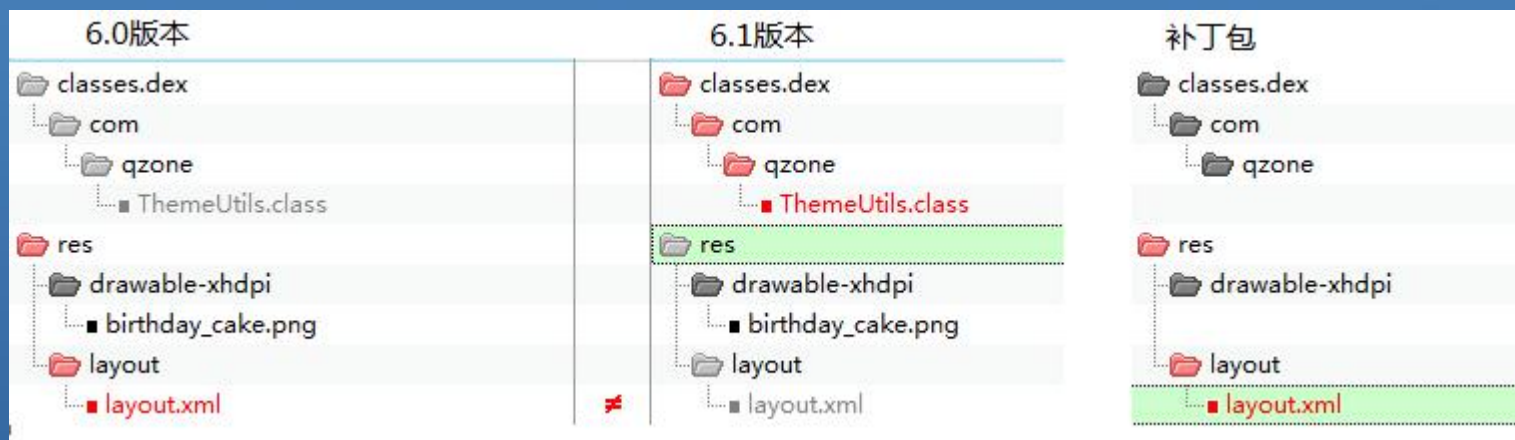 6.0版本
classes.dex
com
qzone
ThemeUtils.class
res
drawable-xhdpi
birthday_cake.png
layout
layout.xml
≠
6.1版本
classes.dex
com
qzone
ThemeUtils.class
res
drawable-xhdpi
birthday_cake.png
layout
layout.xml
补丁包
classes.dex
com
qzone
res
drawable-xhdpi
layout
layout.xml